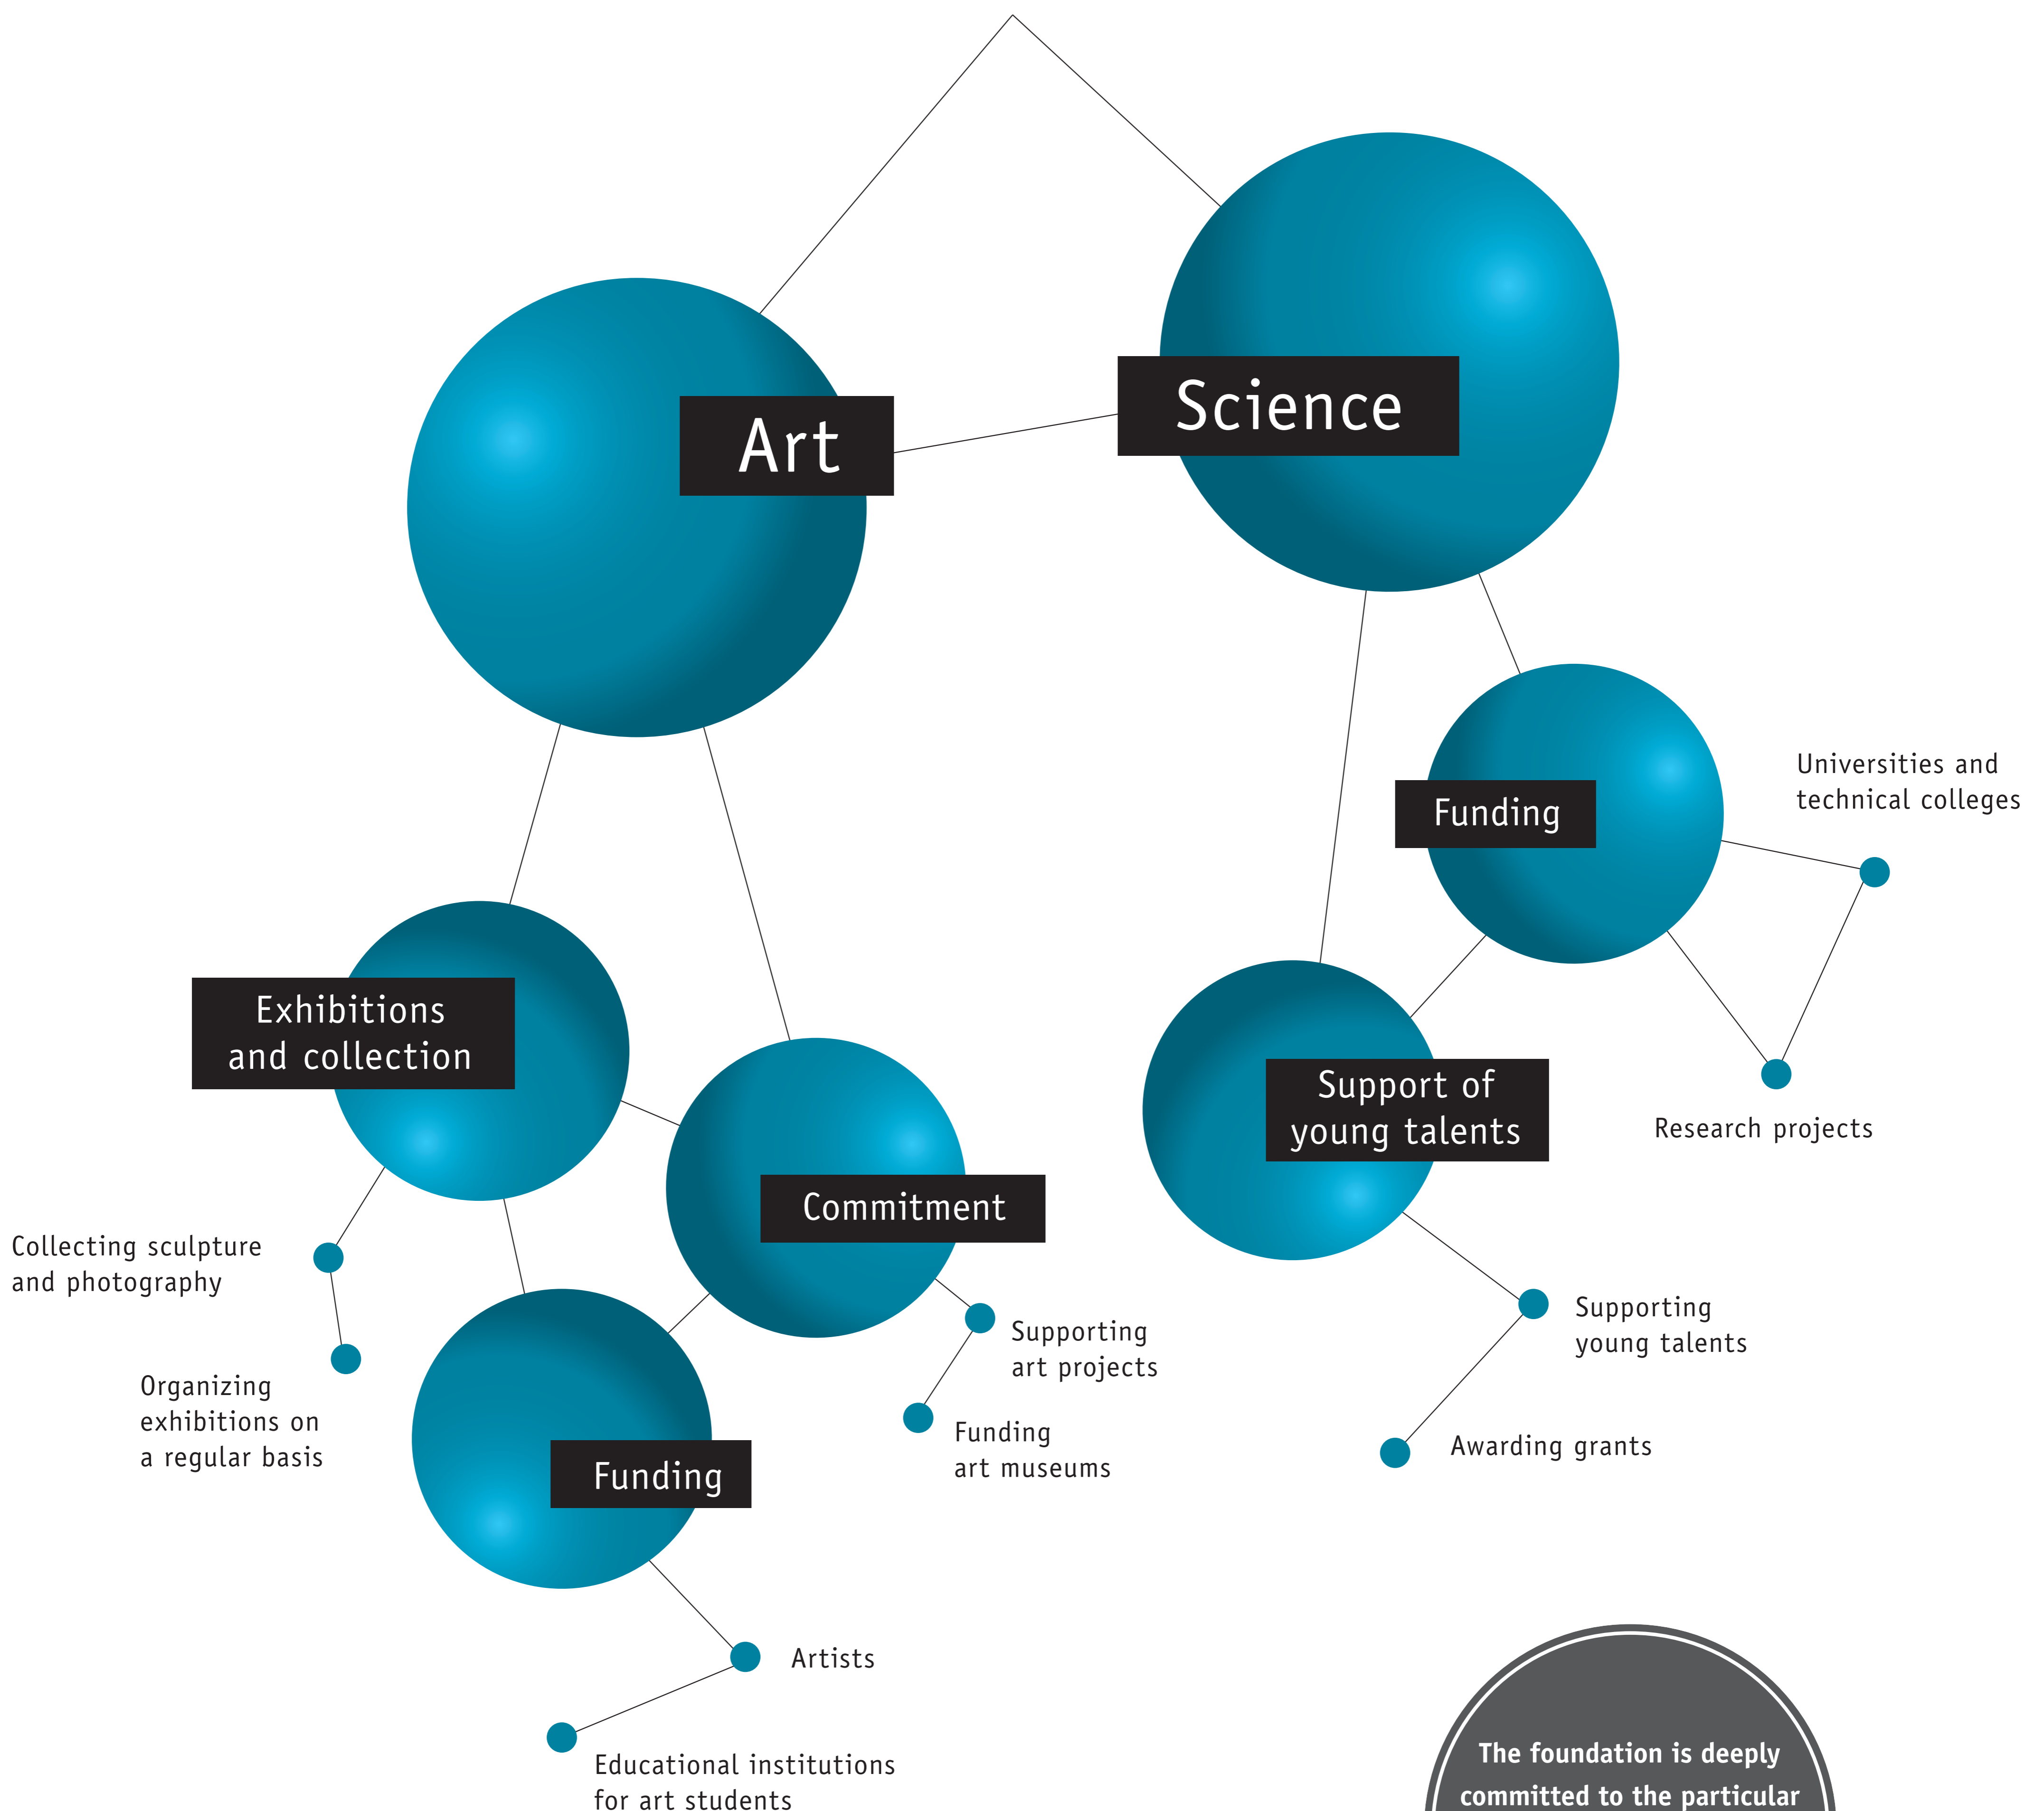 Art
Science
Funding
Universities and
technical colleges
Exhibitions
and collection
Support of
young talents
Research projects
Commitment
Collecting sculpture
and photography
Supporting
art projects
Supporting
young talents
Organizing
exhibitions on
a regular basis
Funding
art museums
Awarding grants
Funding
Artists
Educational institutions
for art students
The foundation is deeply
committed to the particular